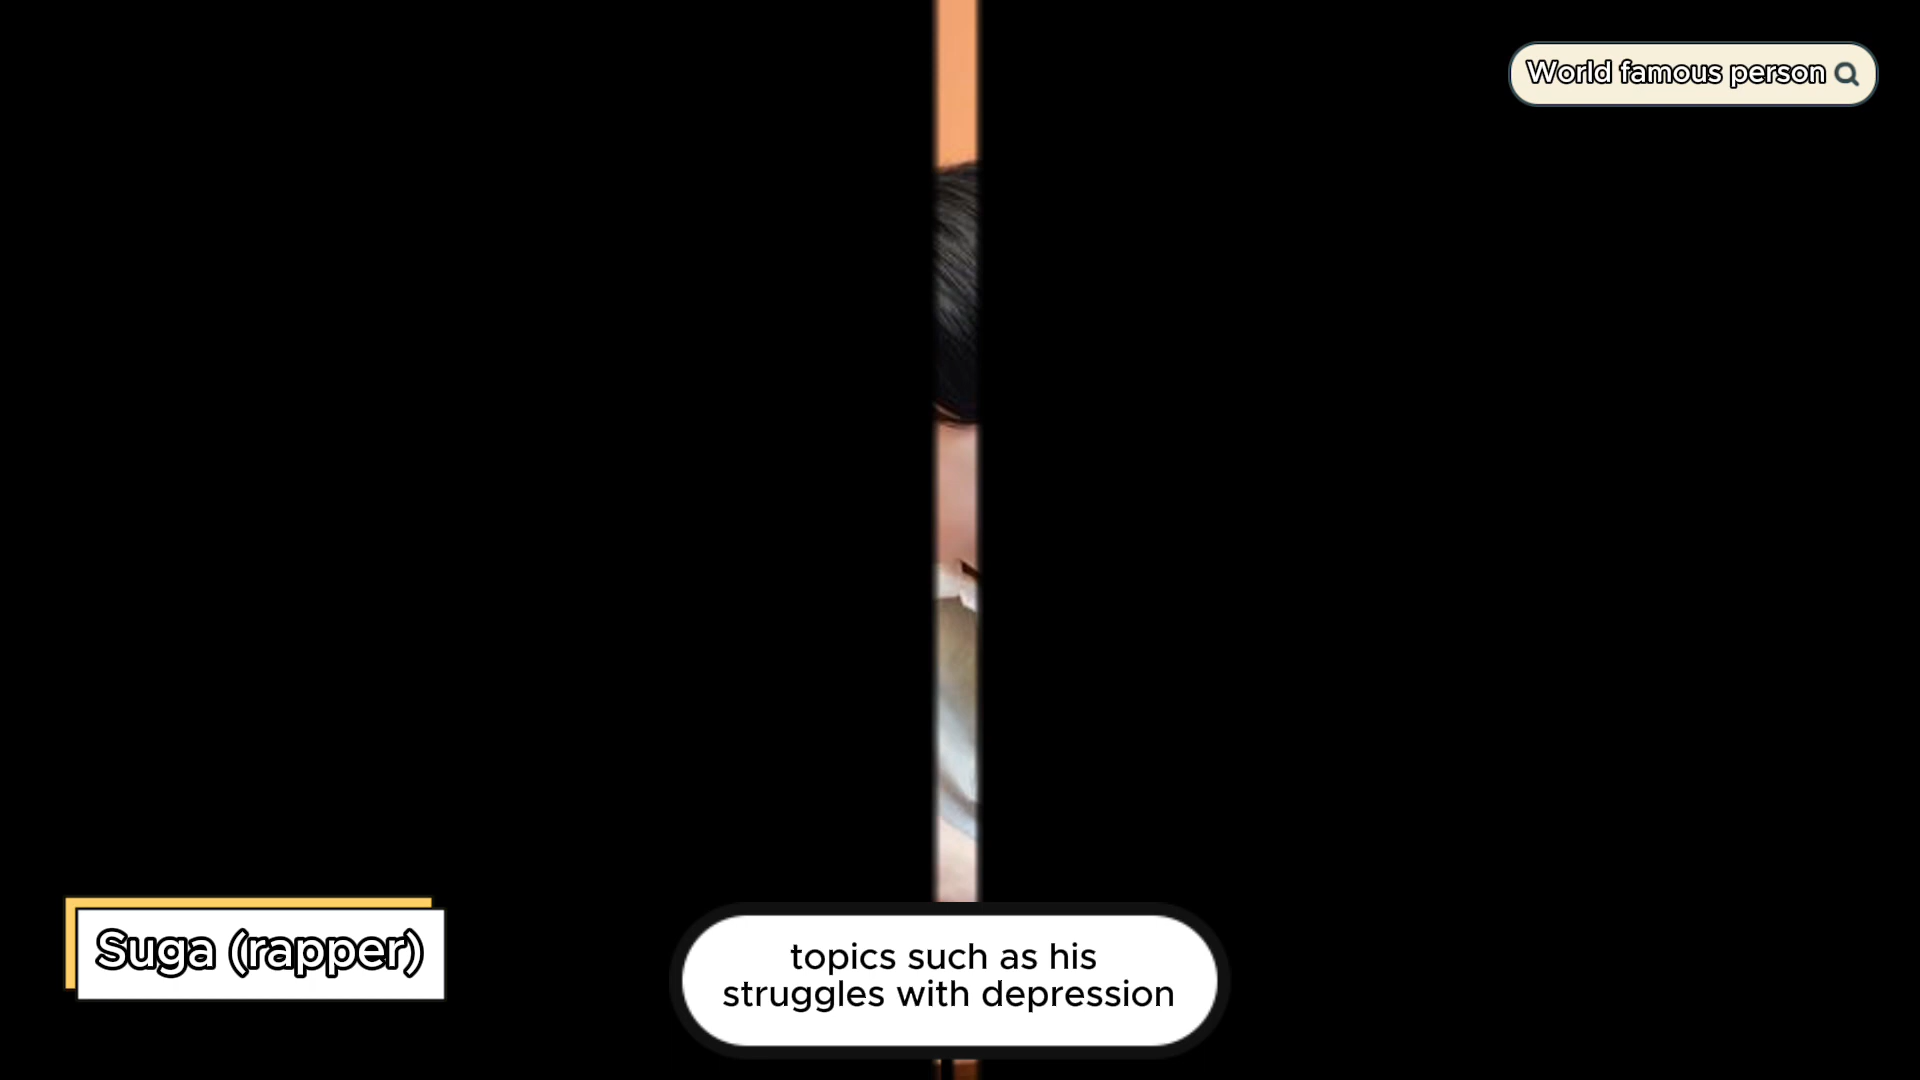 World famous person
Suga (rapper)
topics such as his
struggles with depression